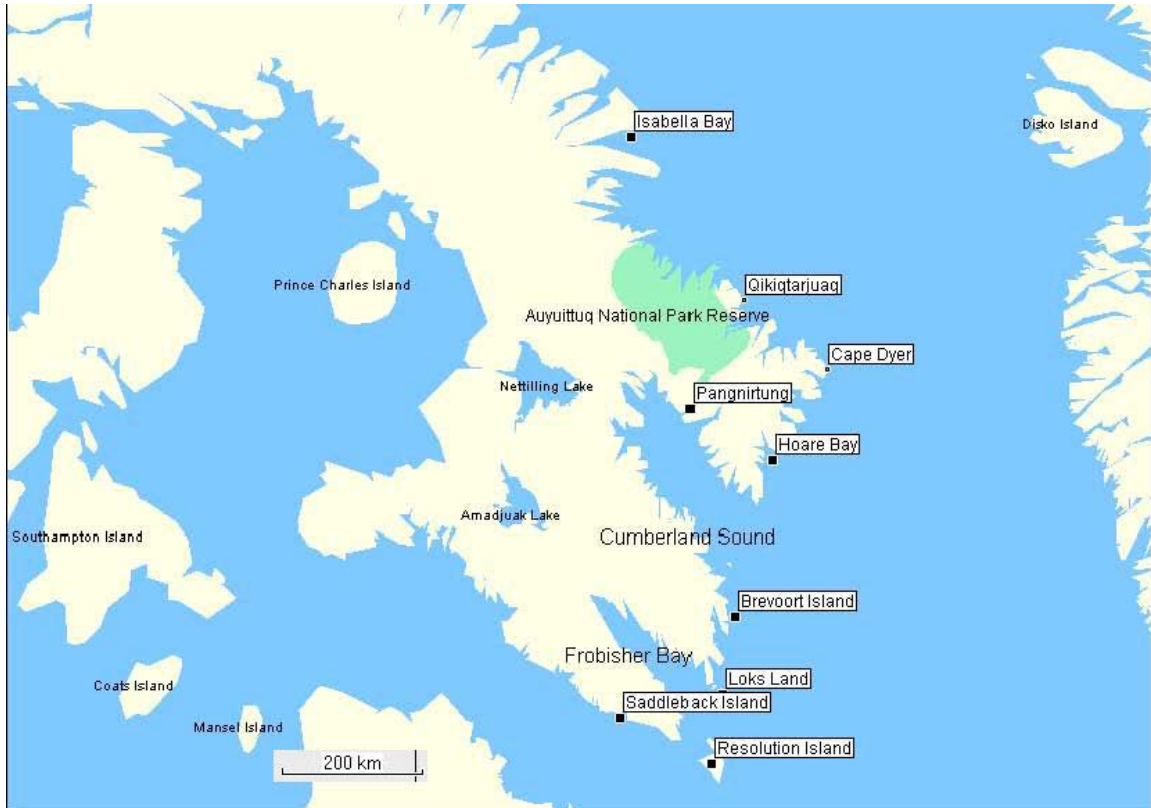 Isabella Bay
Disko Island
Prince Charles Island
Qikiqtarjuaq
Auyuittuq National Park Reserve
Cape Dyer
Nettilling Lake
Pangnirtung
Hoare Bay
Amadjuak Lake
Southampton Island
Cumberland Sound
Brevoort Island
Frobisher Bay
Loks Land
Coats Island
Saddleback Island
Mansel Island
Resolution Island
200 km